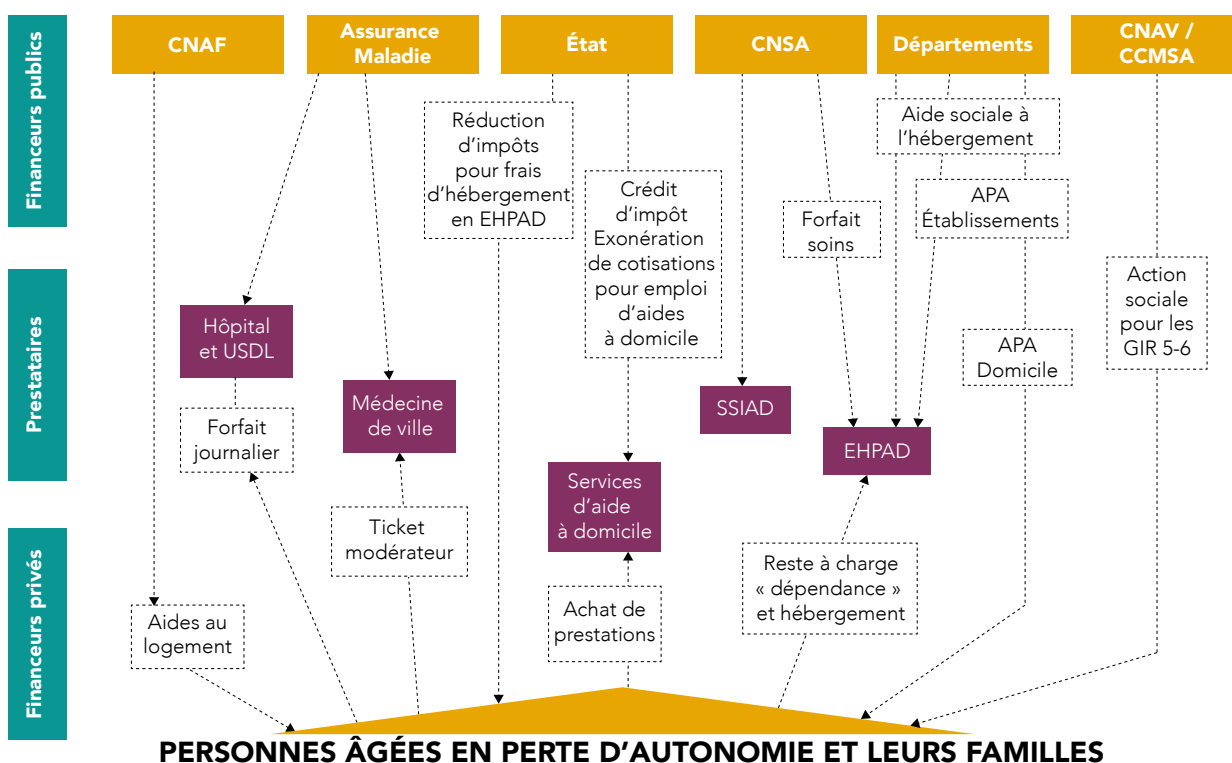 Financeurs publics
CNAF
Assurance
Maladie
État
CNSA
Départements
CNAV /
CCMSA
Réduction
d’impôts
pour frais
d’hébergement
en EHPAD
Crédit
d’impôt
Exonération
de cotisations
pour emploi
d’aides
à domicile
Forfait
soins
Aide sociale à
l’hébergement
APA
Établissements
Prestataires
Hôpital
et USDL
Forfait
journalier
Médecine
de ville
Services
d’aide
à domicile
SSIAD
EHPAD
APA
Domicile
Action
sociale
pour les
GIR 5-6
Financeurs privés
Aides au
logement
Ticket
modérateur
Achat de
prestations
Reste à charge
« dépendance »
et hébergement
PERSONNES ÂGÉES EN PERTE D’AUTONOMIE ET LEURS FAMILLES